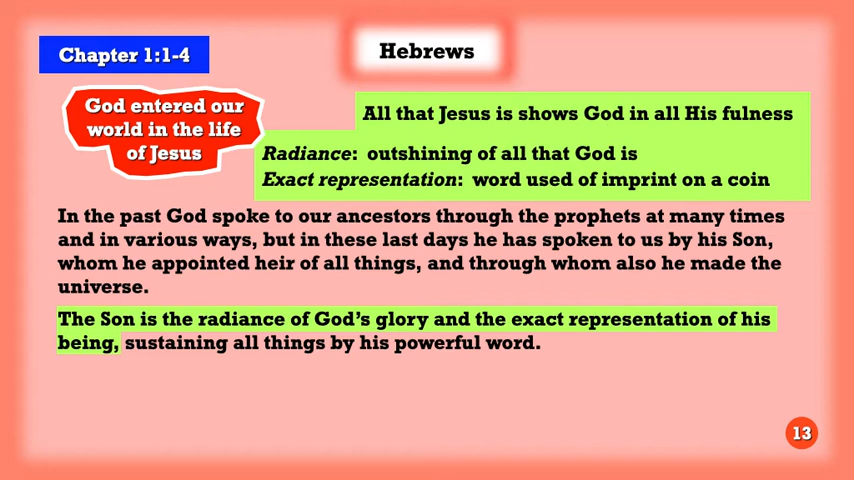 Chapter 1:1-4
Hebrews
God entered our
world in the life
of Jesus
All that Jesus is shows God in all His fulness
Radiance: outshining of all that God is
Exact representation: word used of imprint on a coin
In the past God spoke to our ancestors through the prophets at many times
and in various ways, but in these last days he has spoken to us by his Son,
whom he appointed heir of all things, and through whom also he made the
universe.
The Son is the radiance of God’s glory and the exact representation of his
being, sustaining all things by his powerful word.
13